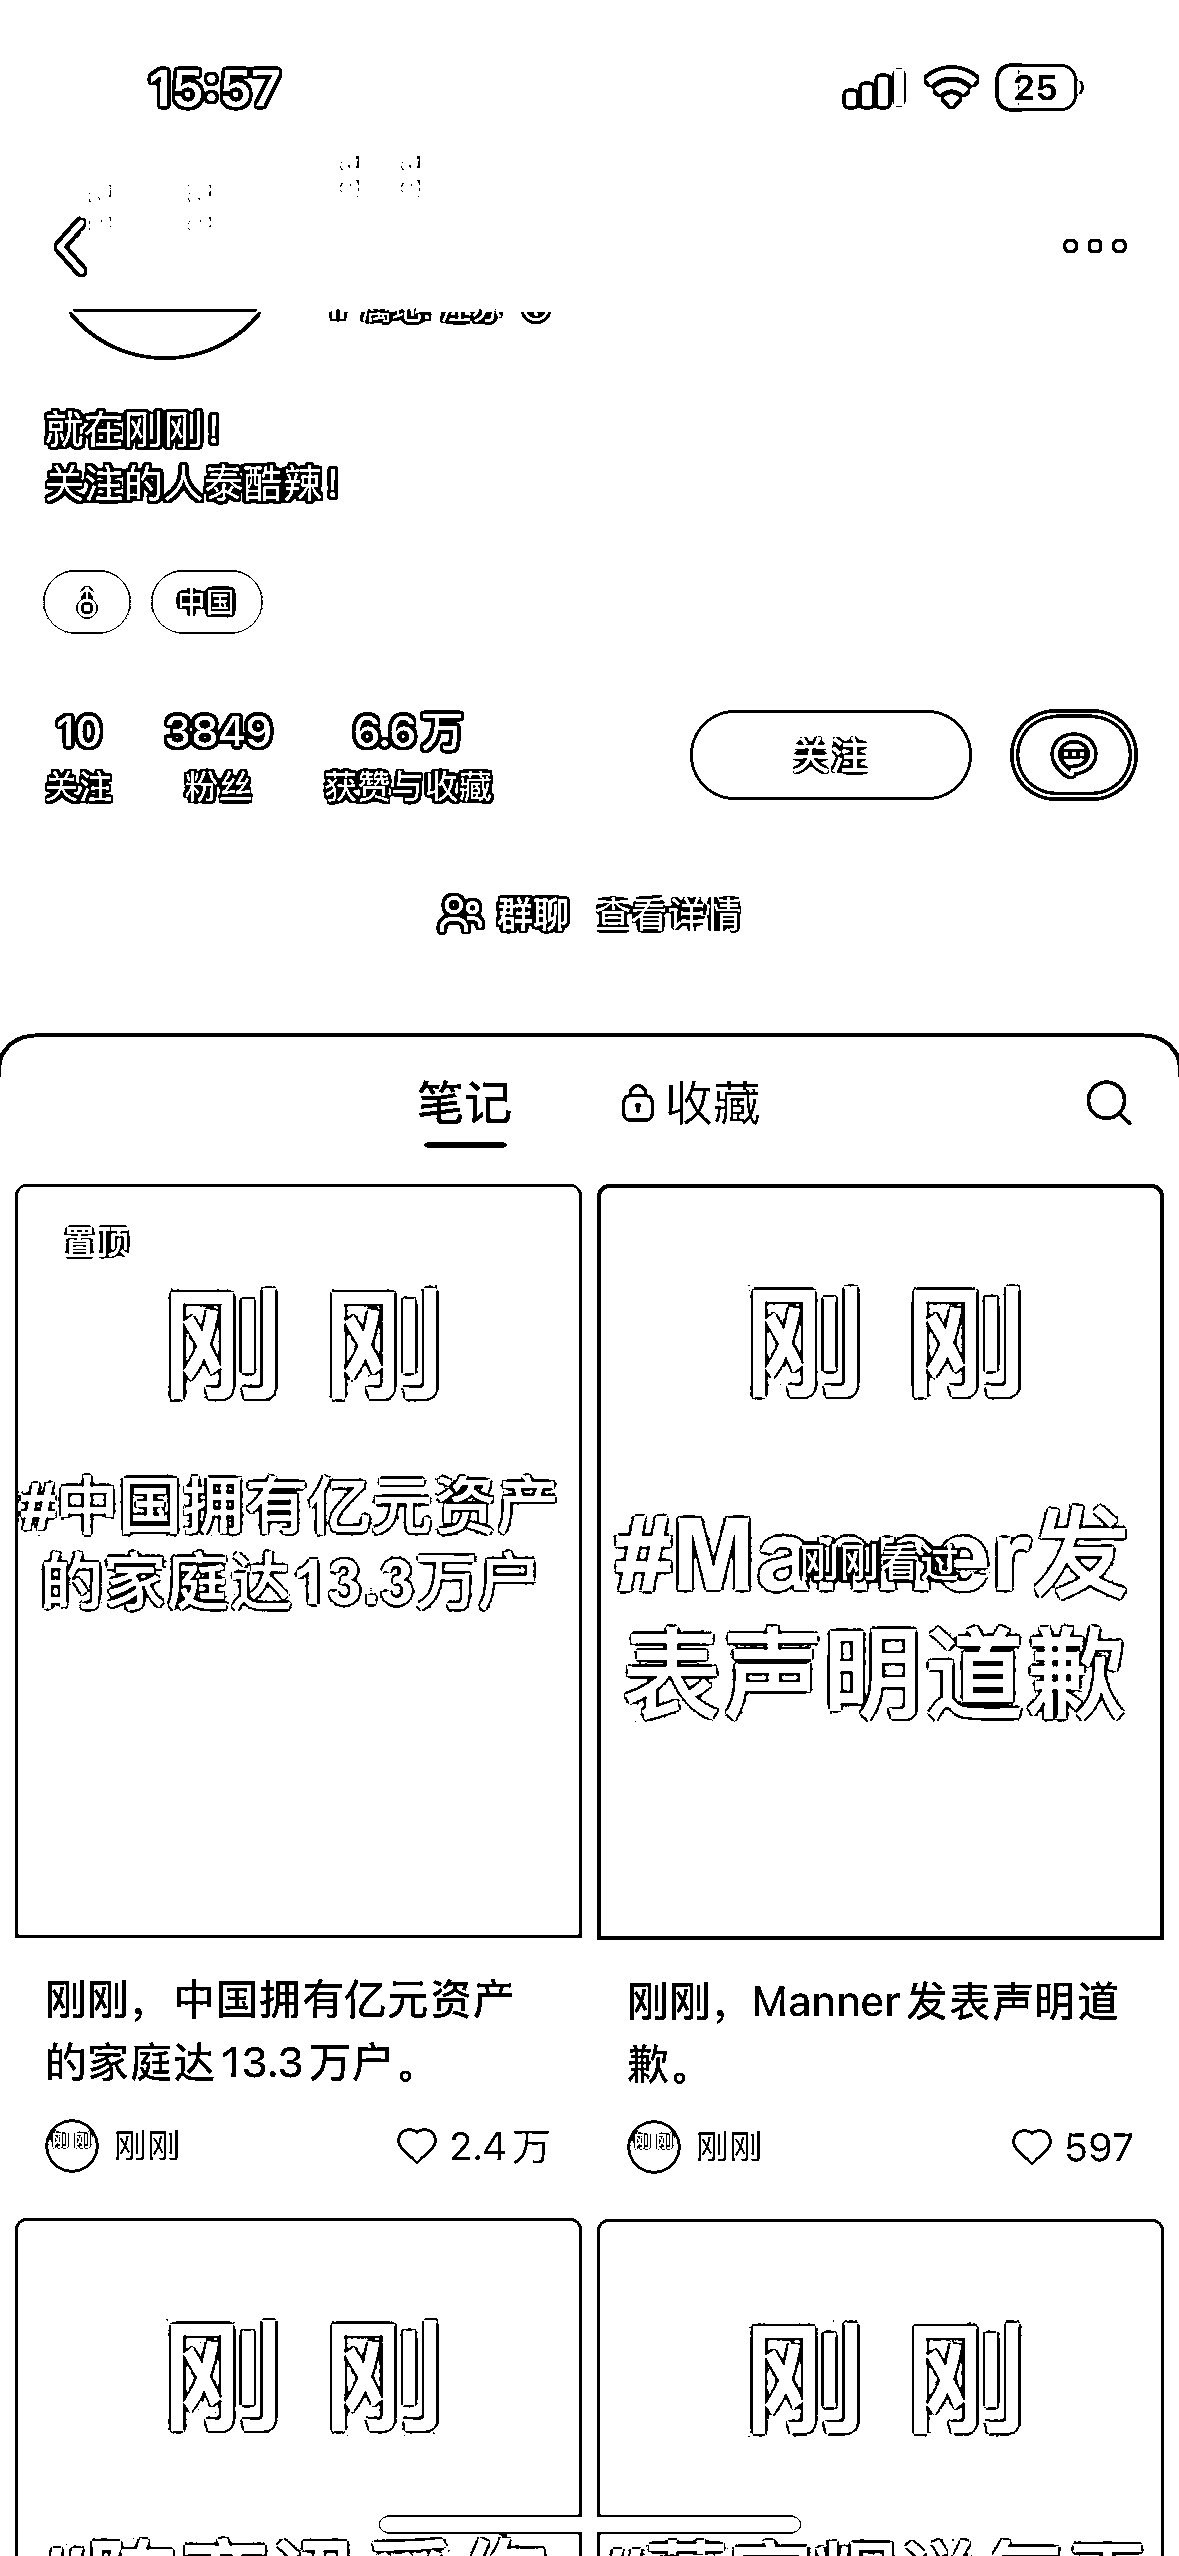 15:57
25
就在刚刚！
关注的人泰酷辣！
中国
10 3849 6.6万
关注 粉丝 获赞与收藏
关注
群聊 查看详情
笔记 收藏
置顶
刚刚
#中国拥有亿元资产
的家庭达13.3万户
刚刚，中国拥有亿元资产
的家庭达13.3万户。
刚刚 2.4万
刚刚
#Manner发
刚刚看过
表声明道歉
刚刚，Manner发表声明道
歉。
刚刚 597
刚刚
刚刚